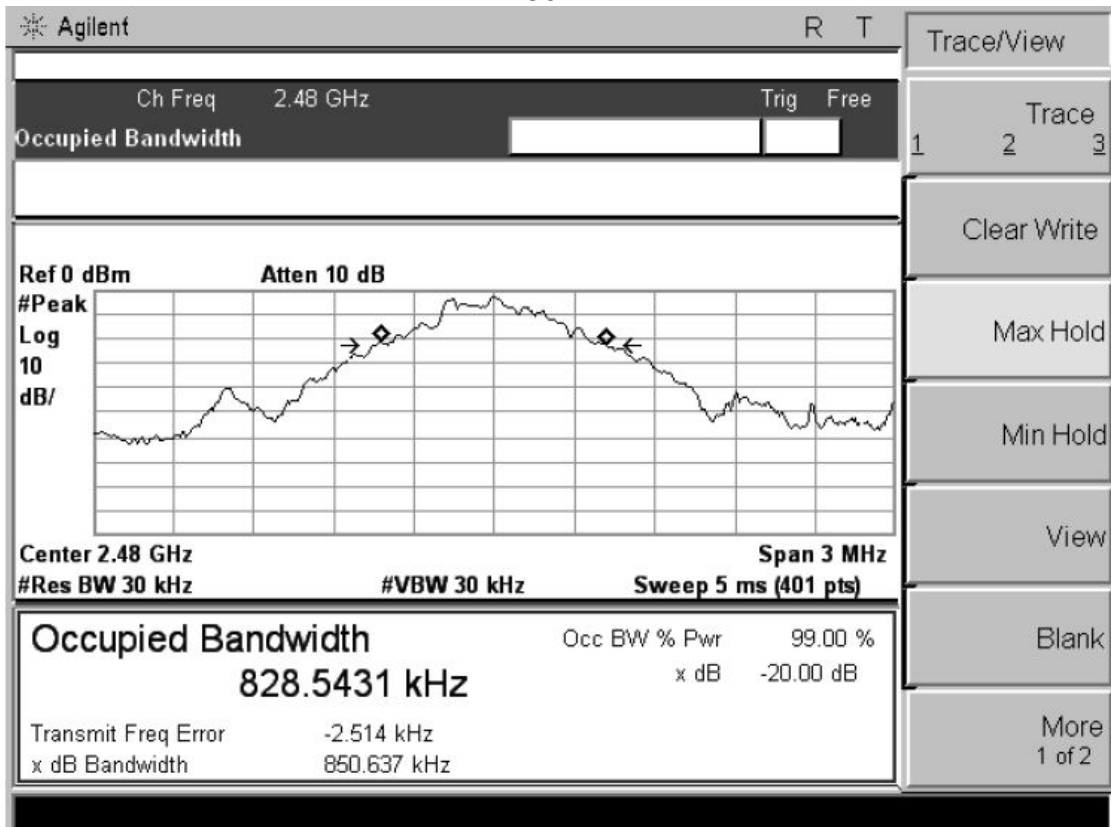 Agilent R T
Ch Freq 2.48 GHz Trig Free
Occupied Bandwidth
Ref 0 dBm Atten 10 dB
#Peak
Log
10
dB/
Center 2.48 GHz Span 3 MHz
#Res BW 30 kHz #VBW 30 kHz Sweep 5 ms (401 pts)
Occupied Bandwidth Occ BW % Pwr 99.00 %
828.5431 kHz x dB -20.00 dB
Transmit Freq Error -2.514 kHz
x dB Bandwidth 850.637 kHz
Trace/View
Trace
1 2 3
Clear Write
Max Hold
Min Hold
View
Blank
More
1 of 2